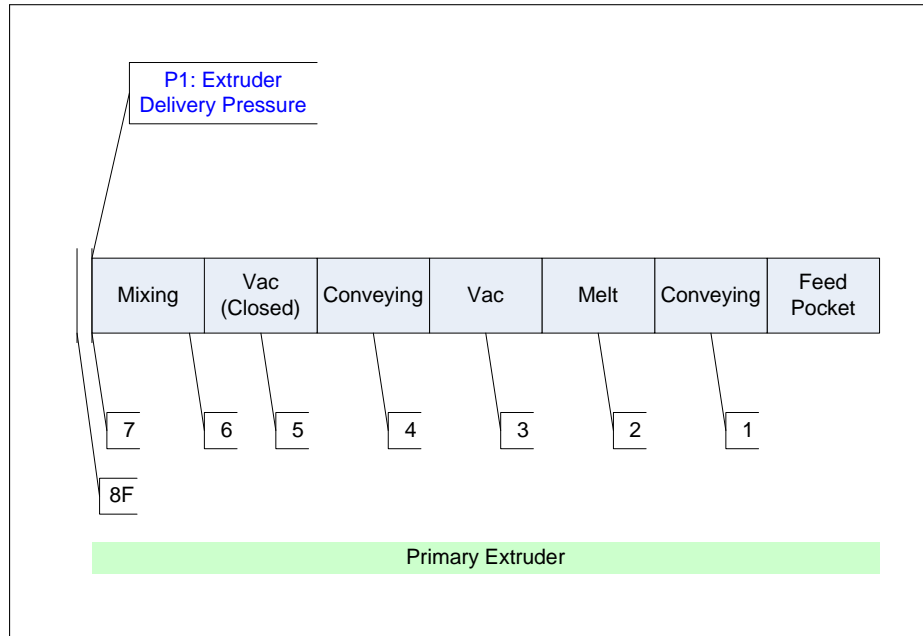 P1: Extruder
Delivery Pressure
Mixing
Vac
(Closed)
Conveying
Vac
Melt
Conveying
Feed
Pocket
7
6
5
4
3
2
1
8F
Primary Extruder